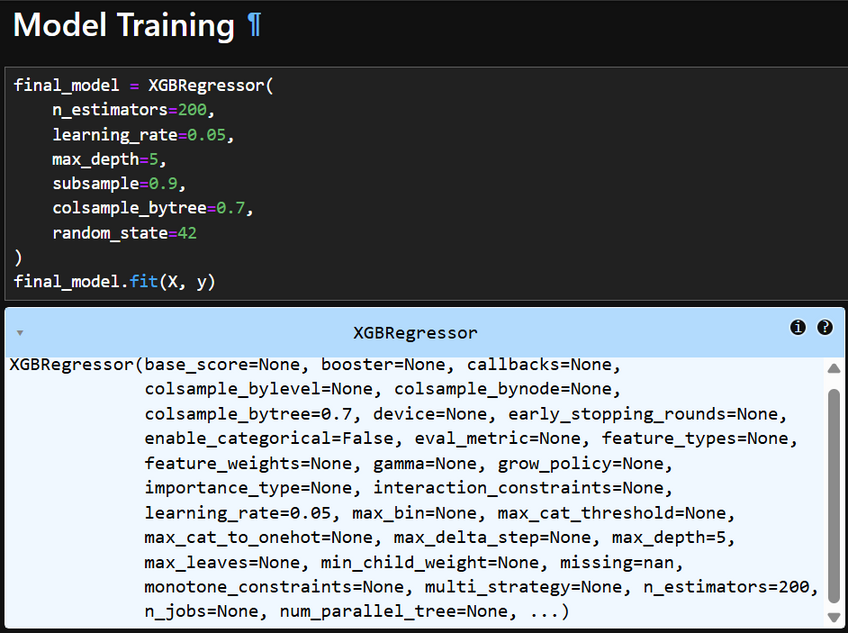 Model Training ¶
final_model = XGBRegressor(
    n_estimators=200,
    learning_rate=0.05,
    max_depth=5,
    subsample=0.9,
    colsample_bytree=0.7,
    random_state=42
)
final_model.fit(X, y)
XGBRegressor
i ?
XGBRegressor(base_score=None, booster=None, callbacks=None,
             colsample_bylevel=None, colsample_bynode=None,
             colsample_bytree=0.7, device=None, early_stopping_rounds=None,
             enable_categorical=False, eval_metric=None, feature_types=None,
             feature_weights=None, gamma=None, grow_policy=None,
             importance_type=None, interaction_constraints=None,
             learning_rate=0.05, max_bin=None, max_cat_threshold=None,
             max_cat_to_onehot=None, max_delta_step=None, max_depth=5,
             max_leaves=None, min_child_weight=None, missing=nan,
             monotone_constraints=None, multi_strategy=None, n_estimators=200,
             n_jobs=None, num_parallel_tree=None, ...)